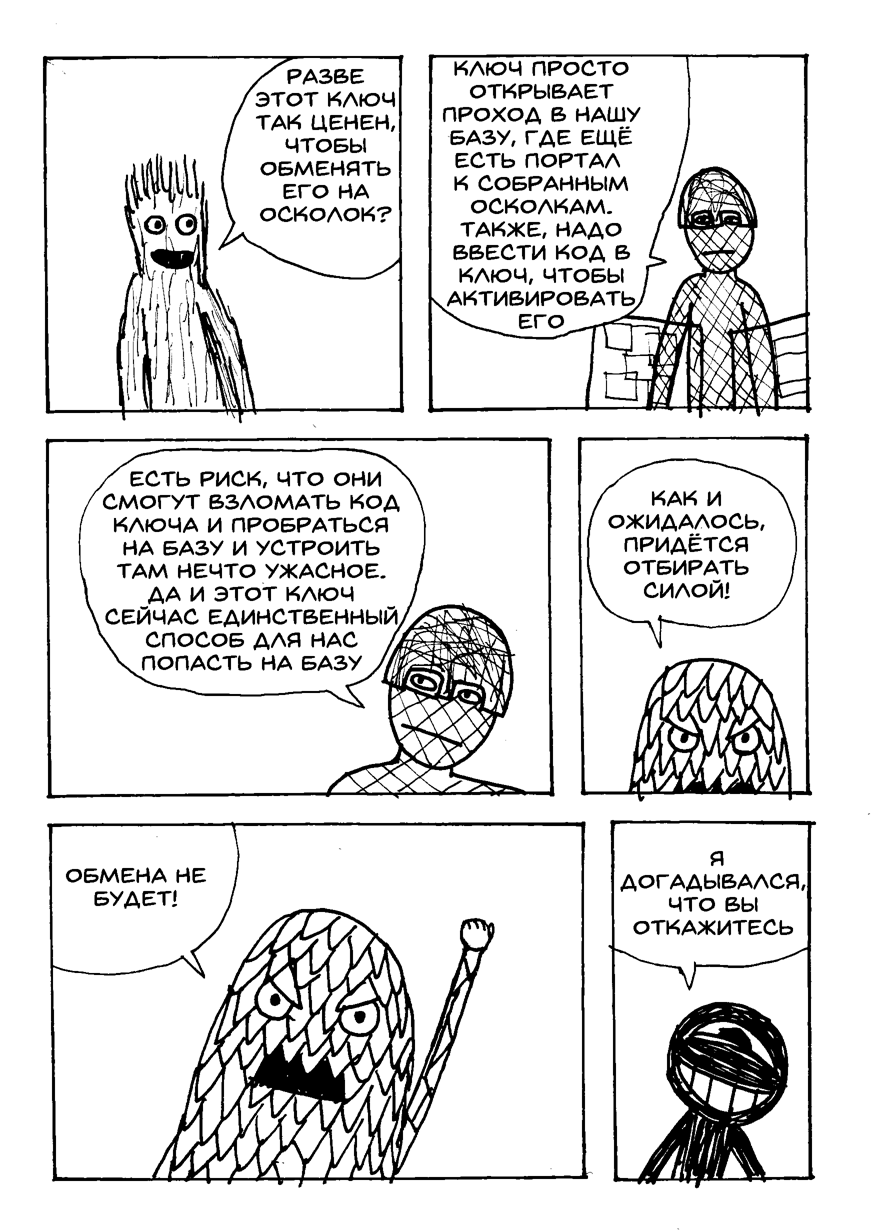 РАЗВЕ
ЭТОТ КЛЮЧ
ТАК ЦЕНЕН,
ЧТОБЫ
ОБМЕНЯТЬ
ЕГО НА
ОСКОЛОК?
КЛЮЧ ПРОСТО
ОТКРЫВАЕТ
ПРОХОД В НАШУ
БАЗУ, ГДЕ ЕЩЁ
ЕСТЬ ПОРТАЛ
К СОБРАННЫМ
ОСКОЛКАМ.
ТАКЖЕ, НАДО
ВВЕСТИ КОД В
КЛЮЧ, ЧТОБЫ
АКТИВИРОВАТЬ
ЕГО
ЕСТЬ РИСК, ЧТО ОНИ
СМОГУТ ВЗЛОМАТЬ КОД
КЛЮЧА И ПРОБРАТЬСЯ
НА БАЗУ И УСТРОИТЬ
ТАМ НЕЧТО УЖАСНОЕ.
ДА И ЭТОТ КЛЮЧ
СЕЙЧАС ЕДИНСТВЕННЫЙ
СПОСОБ ДЛЯ НАС
ПОПАСТЬ НА БАЗУ
КАК И
ОЖИДАЛОСЬ,
ПРИДЁТСЯ
ОТБИРАТЬ
СИЛОЙ!
ОБМЕНА НЕ
БУДЕТ!
Я
ДОГАДЫВАЛСЯ,
ЧТО ВЫ
ОТКАЖИТЕСЬ